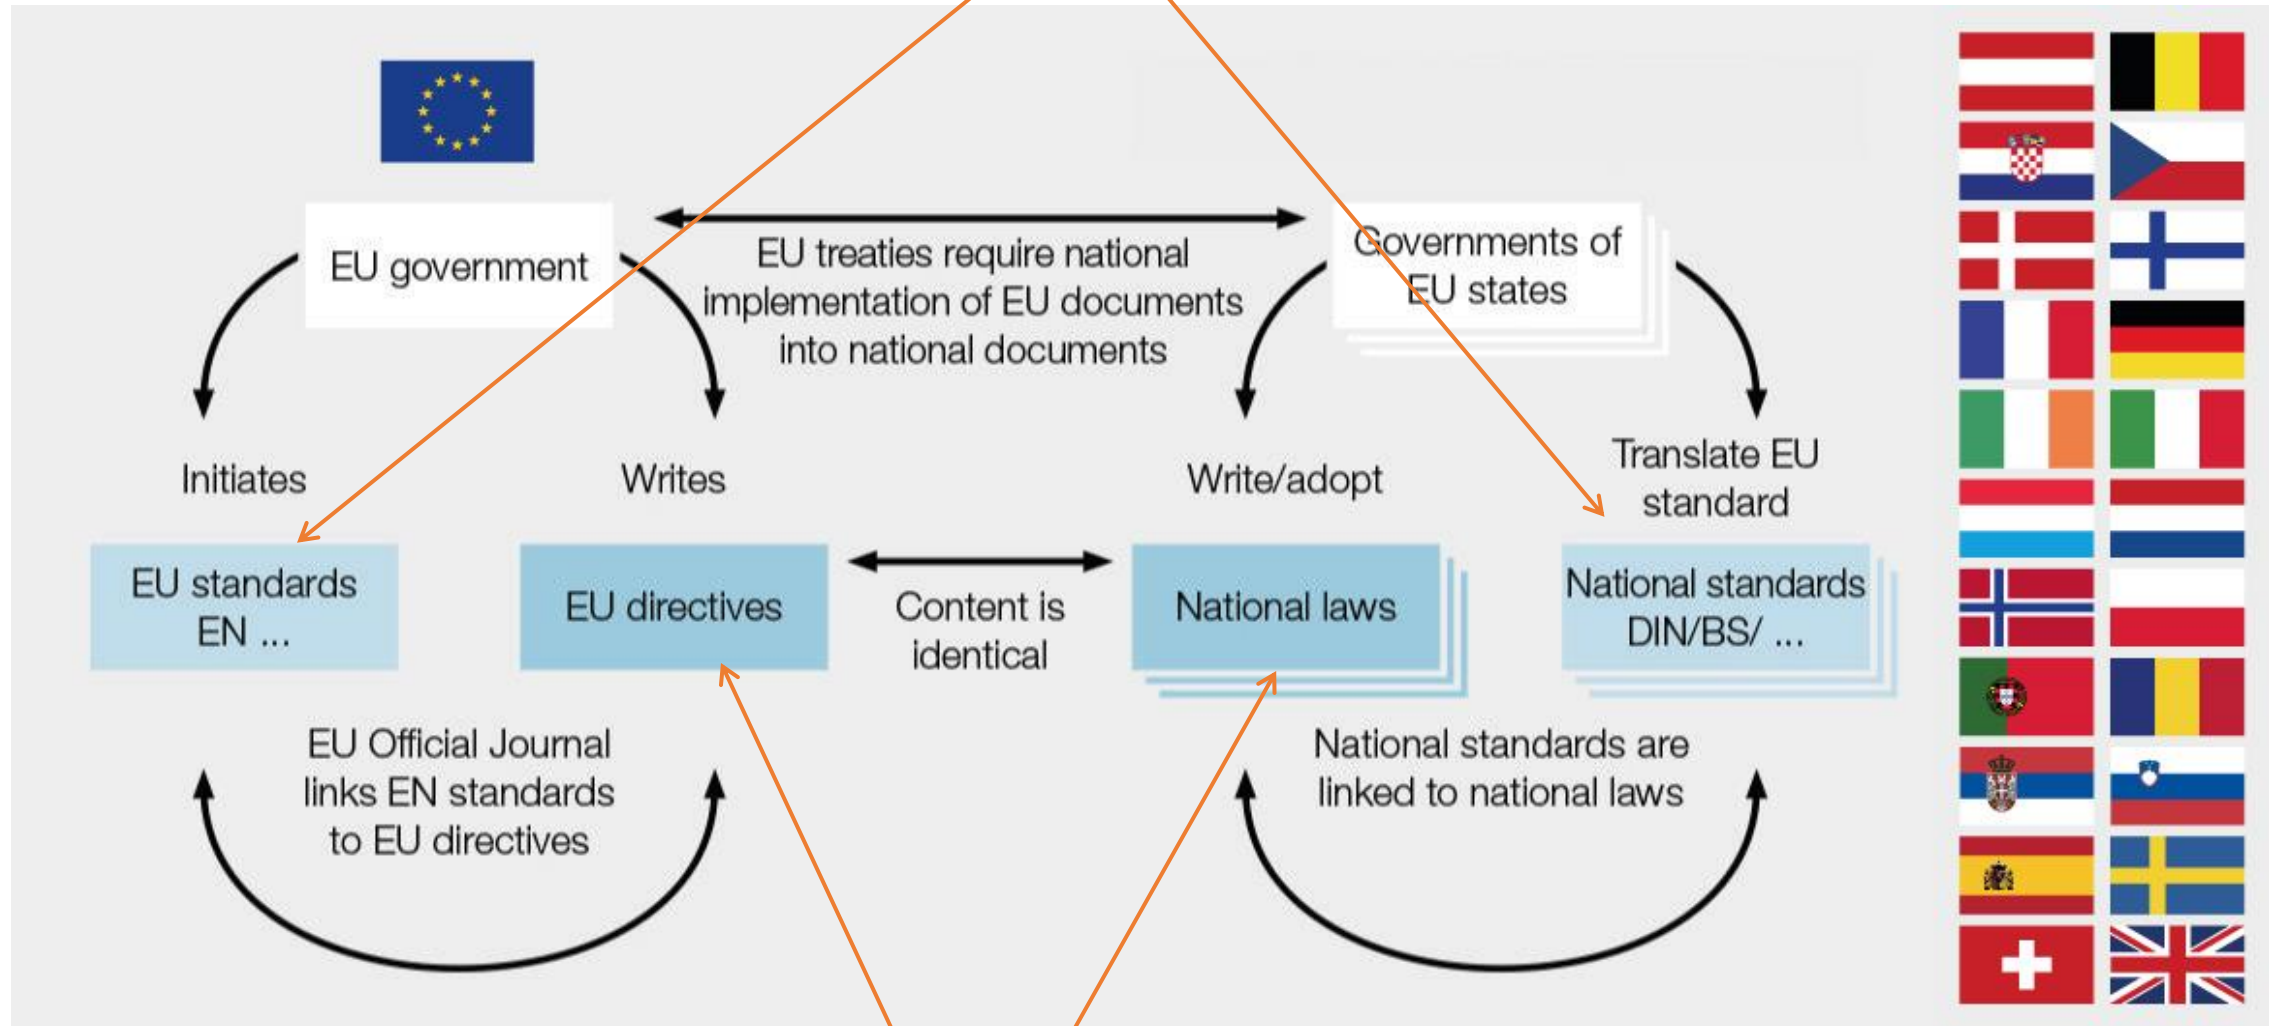 EU government
EU treaties require national
implementation of EU documents
into national documents
Governments of
EU states
Initiates
Writes
Write/adopt
Translate EU
standard
EU standards
EN ...
EU directives
Content is
identical
National laws
National standards
DIN/BS/ ...
EU Official Journal
links EN standards
to EU directives
National standards are
linked to national laws